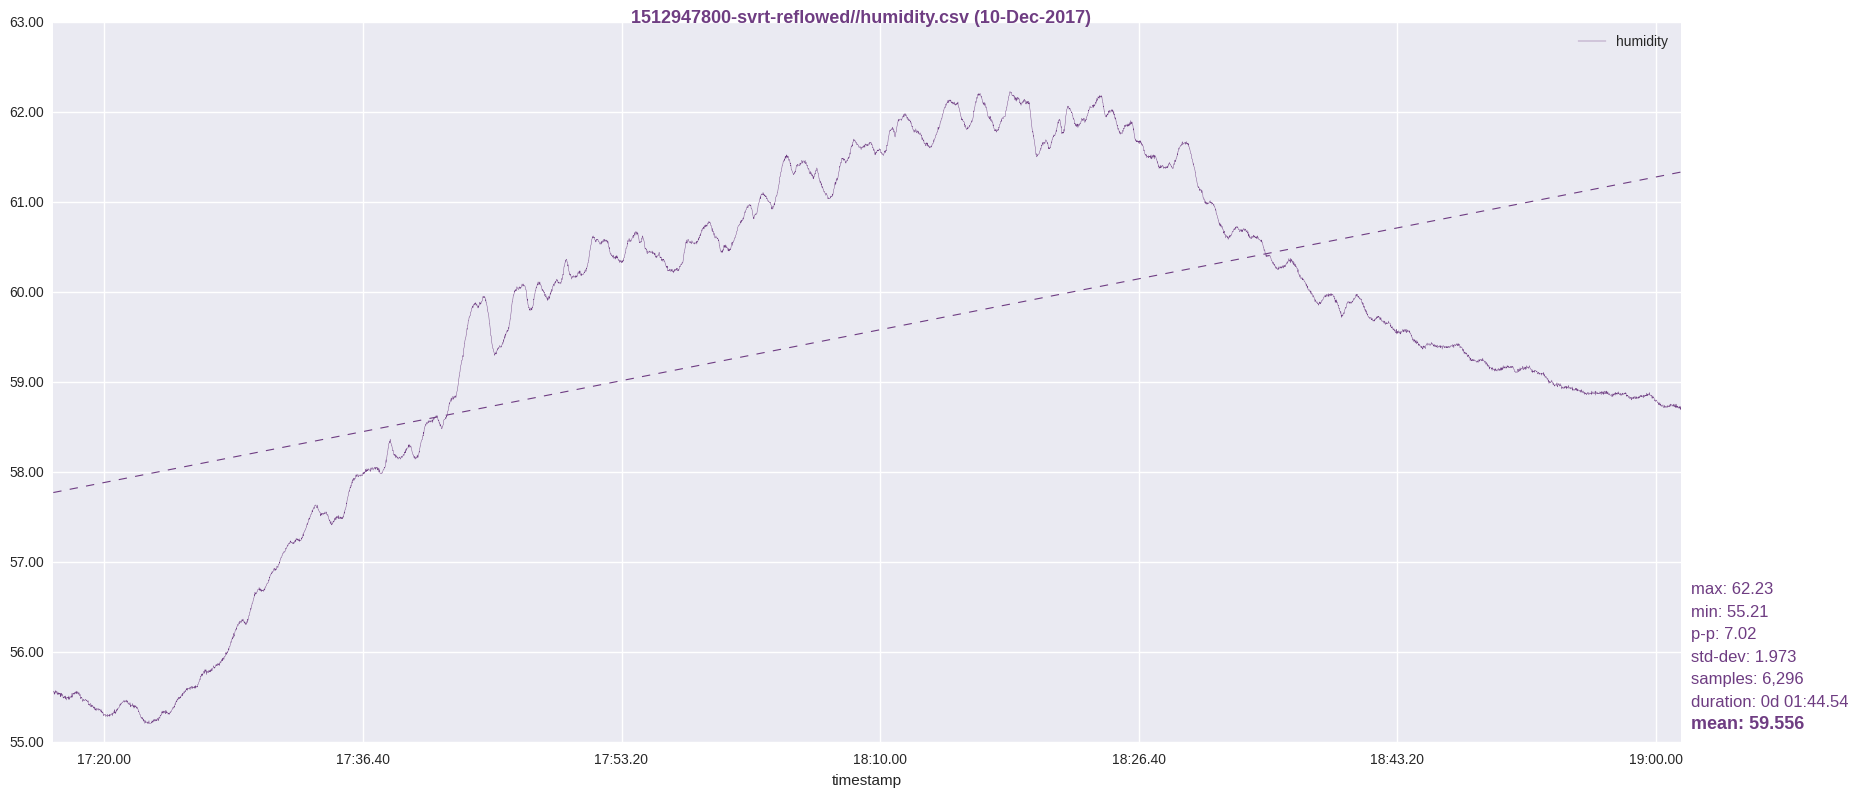 1512947800-svrt-reflowed//humidity.csv (10-Dec-2017)
humidity
63.00
62.00
61.00
60.00
59.00
58.00
57.00
56.00
55.00
17:20.00 17:36.40 17:53.20 18:10.00 18:26.40 18:43.20 19:00.00
timestamp
max: 62.23
min: 55.21
p-p: 7.02
std-dev: 1.973
samples: 6,296
duration: 0d 01:44.54
mean: 59.556